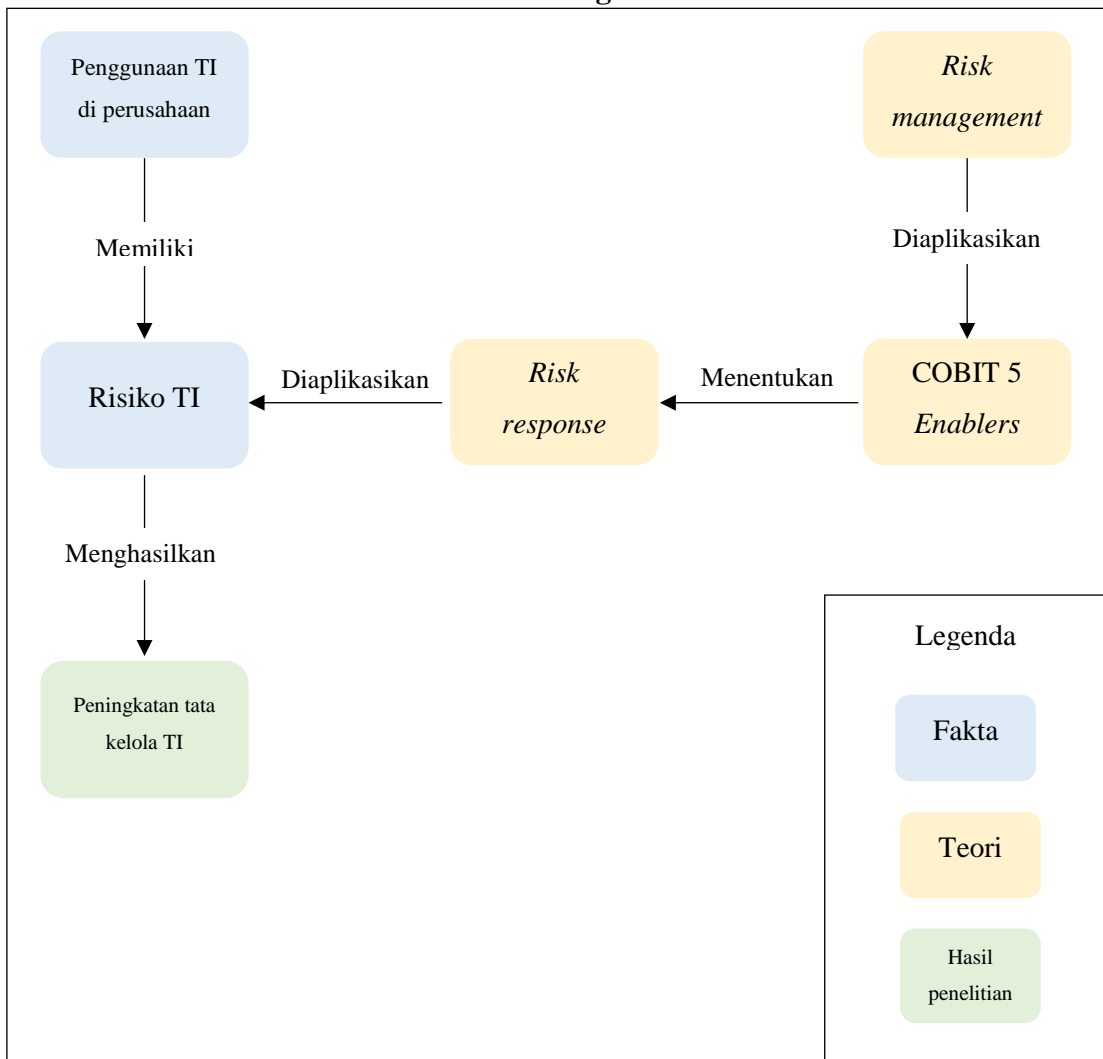 Penggunaan TI
di perusahaan
Risk
management
Memiliki
Diaplikasikan
Risiko TI
Diaplikasikan
Risk
response
Menentukan
COBIT 5
Enablers
Menghasilkan
Peningkatan tata
kelola TI
Legenda
Fakta
Teori
Hasil
penelitian